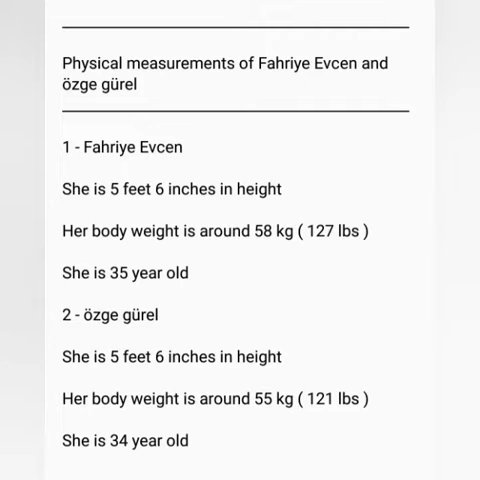 Physical measurements of Fahriye Evcen and
özge gürel
1 - Fahriye Evcen
She is 5 feet 6 inches in height
Her body weight is around 58 kg ( 127 lbs )
She is 35 year old
2 - özge gürel
She is 5 feet 6 inches in height
Her body weight is around 55 kg ( 121 lbs )
She is 34 year old